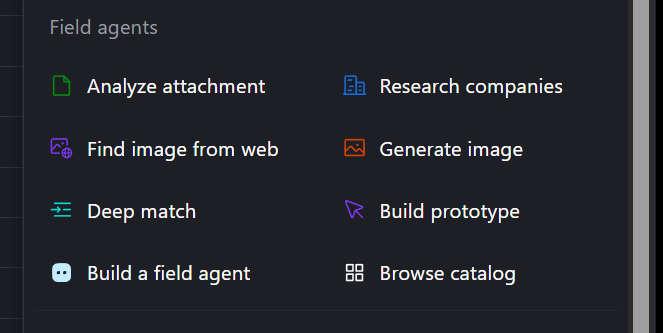 Field agents
Analyze attachment
Research companies
Find image from web
Generate image
Deep match
Build prototype
Build a field agent
Browse catalog